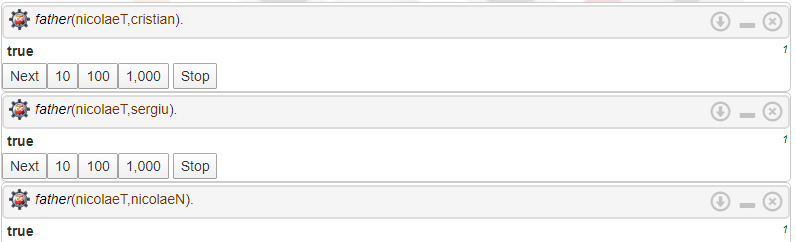 father(nicolaeT,cristian).
true 1
Next 10 100 1,000 Stop
father(nicolaeT,sergiu).
true 1
Next 10 100 1,000 Stop
father(nicolaeT,nicolaeN).
true 1